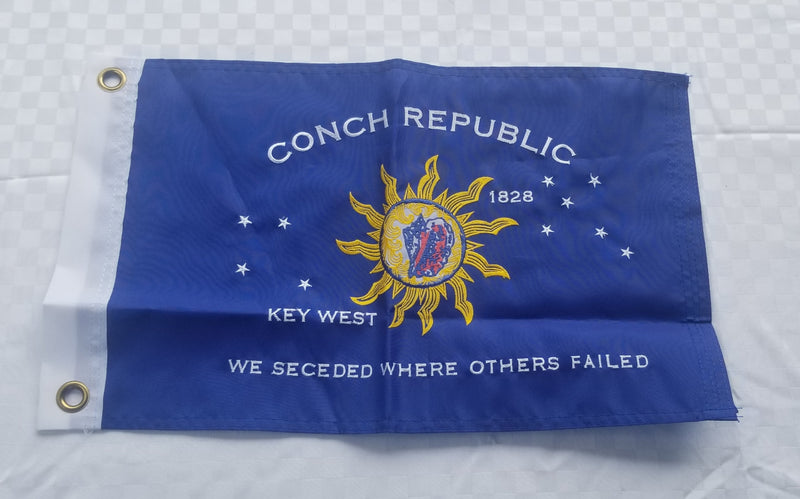 CONCH REPUBLIC
1828
KEY WEST
WE SECEDED WHERE OTHERS FAILED